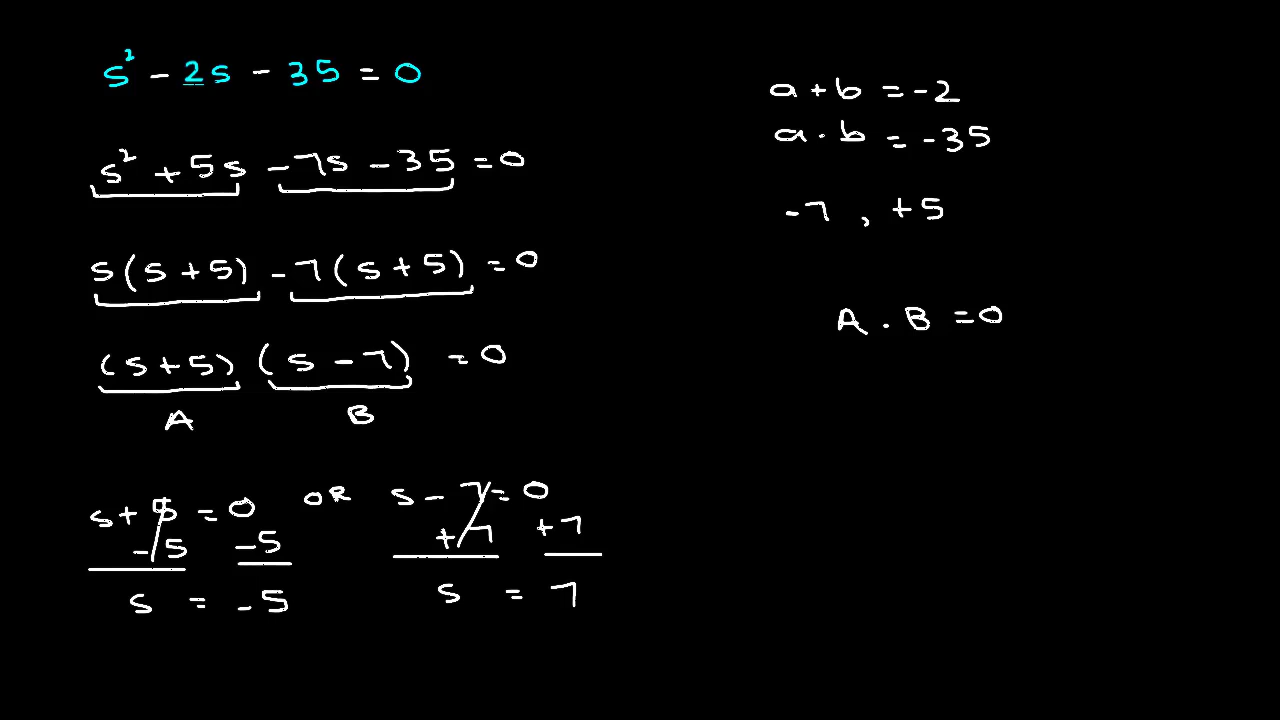 s² - 2s - 35 = 0
s² + 5s - 7s - 35 = 0
s(s + 5) - 7(s + 5) = 0
(s + 5) (s - 7) = 0
A B
s + 5 = 0 OR s - 7 = 0
- 5 - 5 + 7 + 7
s = - 5 s = 7
a + b = - 2
a · b = - 35
- 7 , + 5
A . B = 0